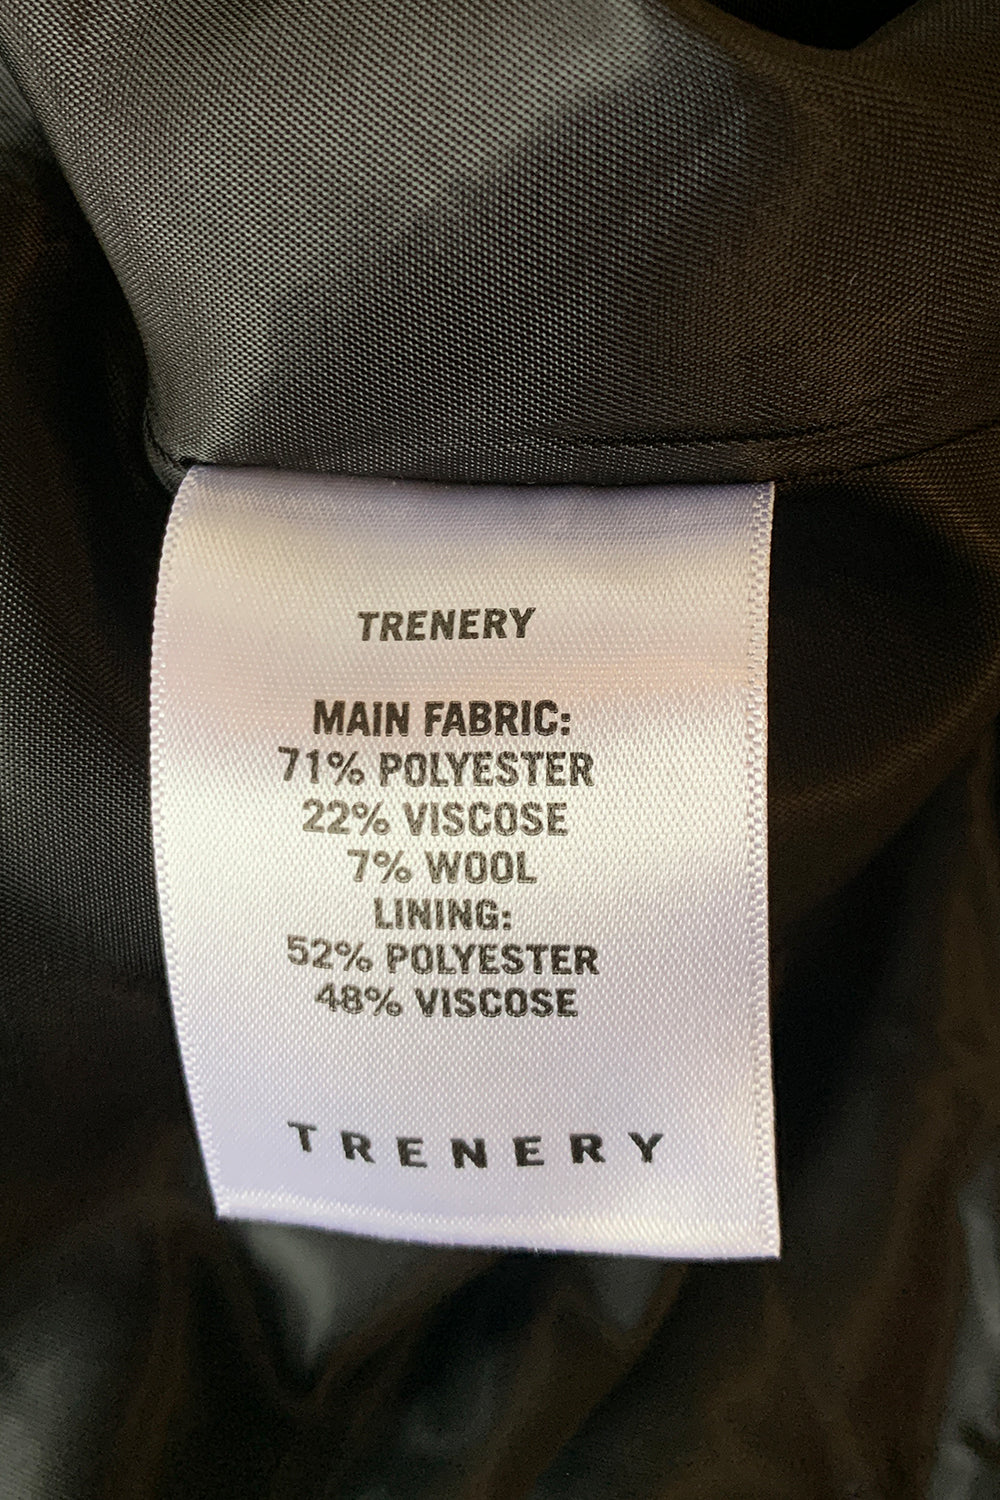 TRENERY
MAIN FABRIC:
71% POLYESTER
22% VISCOSE
7% WOOL
LINING:
52% POLYESTER
48% VISCOSE
TRENERY